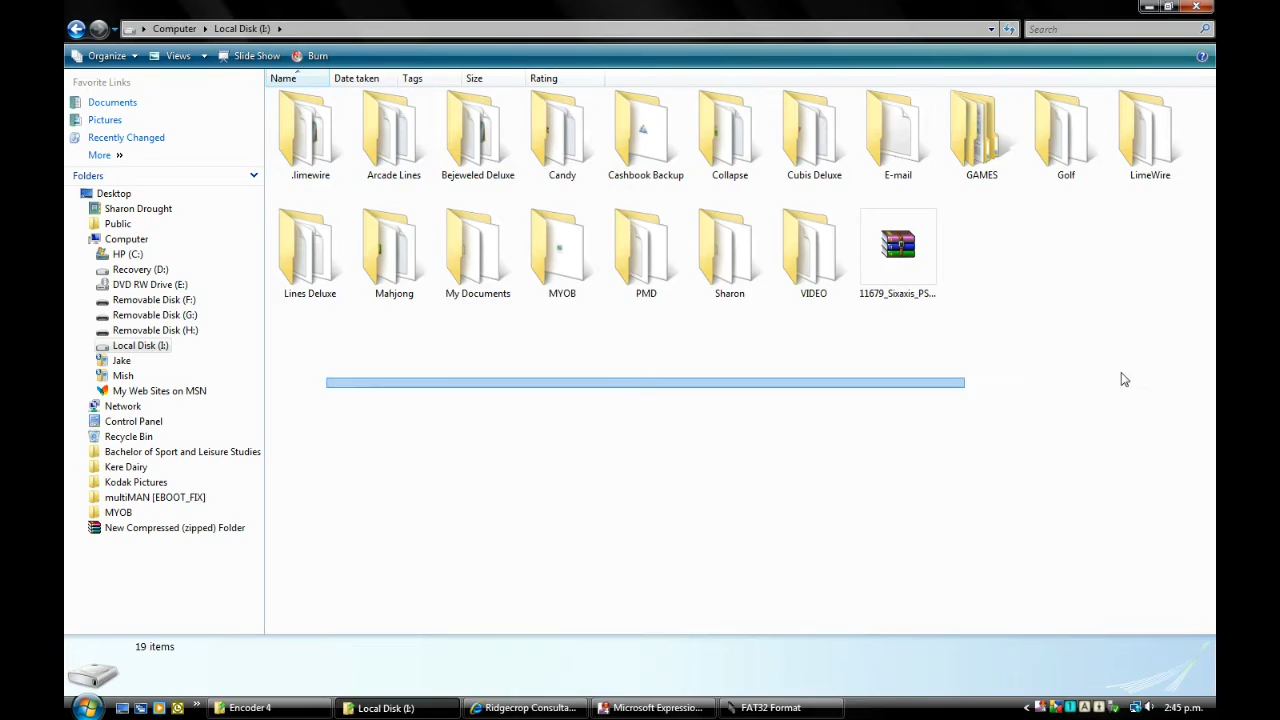 Computer Local Disk (I:)
Search
Organize Views Slide Show Burn
Favorite Links
Documents
Pictures
Recently Changed
More »
Folders
Desktop
Sharon Drought
Public
Computer
HP (C:)
Recovery (D:)
DVD RW Drive (E:)
Removable Disk (F:)
Removable Disk (G:)
Removable Disk (H:)
Local Disk (I:)
Jake
Mish
My Web Sites on MSN
Network
Control Panel
Recycle Bin
Bachelor of Sport and Leisure Studies
Kere Dairy
Kodak Pictures
multiMAN [EBOOT_FIX]
MYOB
New Compressed (zipped) Folder
Name Date taken Tags Size Rating
.limewire Arcade Lines Bejeweled Deluxe Candy Cashbook Backup Collapse Cubis Deluxe E-mail GAMES Golf LimeWire
Lines Deluxe Mahjong My Documents MYOB PMD Sharon VIDEO 11679_Sixaxis_PS...
19 items
Encoder 4 Local Disk (I:) Ridgecrop Consulta... Microsoft Expressio... FAT32 Format 2:45 p.m.